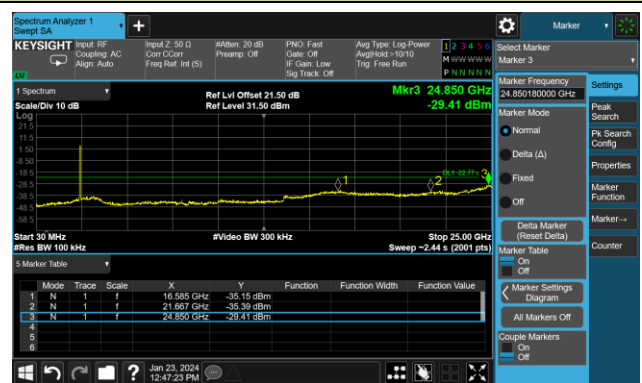 Spectrum Analyzer 1
Swept SA
Marker
KEYSIGHT
Input: RF
Coupling: AC
Align: Auto
Input Z: 50 Ω
Corr CCorr
Freq Ref: Int (S)
#Atten: 20 dB
Preamp: Off
PNO: Fast
Gate: Off
IF Gain: Low
Sig Track: Off
Avg Type: Log-Power
Avg|Hold:>10/10
Trig: Free Run
1 2 3 4 5 6
M W W W W W
P N N N N N
LW
Select Marker
Marker 3
1 Spectrum
Scale/Div 10 dB
Log
Ref Lvl Offset 21.50 dB
Ref Level 31.50 dBm
Mkr3 24.850 GHz
-29.41 dBm
21.5
11.5
1.50
-8.50
-18.5
-28.5
-38.5
-48.5
-58.5
1
2
3
Start 30 MHz
#Res BW 100 kHz
#Video BW 300 kHz
Stop 25.00 GHz
Sweep ~2.44 s (2001 pts)
5 Marker Table
Mode Trace Scale X Y Function Function Width Function Value
1 N 1 f 16.585 GHz -35.15 dBm
2 N 1 f 21.667 GHz -35.39 dBm
3 N 1 f 24.850 GHz -29.41 dBm
4
5
6
Marker Frequency
24.850180000 GHz
Marker Mode
Normal
Delta (Δ)
Fixed
Off
Delta Marker
(Reset Delta)
Marker Table
On
Off
Marker Settings
Diagram
All Markers Off
Couple Markers
On
Off
Settings
Peak
Search
Pk Search
Config
Properties
Marker
Function
Marker→
Counter
?
Jan 23, 2024
12:47:23 PM